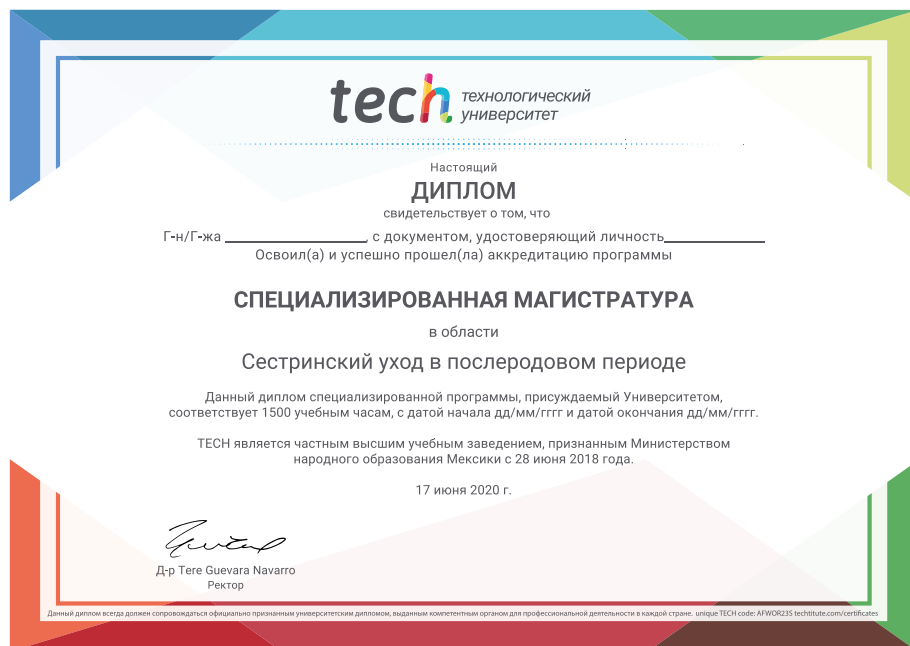 tech технологический
университет
Настоящий
ДИПЛОМ
свидетельствует о том, что
Г-н/Г-жа ____________, с документом, удостоверяющий личность____________
Освоил(а) и успешно прошел(ла) аккредитацию программы
СПЕЦИАЛИЗИРОВАННАЯ МАГИСТРАТУРА
в области
Сестринский уход в послеродовом периоде
Данный диплом специализированной программы, присуждаемый Университетом,
соответствует 1500 учебным часам, с датой начала дд/мм/гггг и датой окончания дд/мм/гггг.
TECH является частным высшим учебным заведением, признанным Министерством
народного образования Мексики с 28 июня 2018 года.
17 июня 2020 г.
Д-р Tere Guevara Navarro
Ректор
Данный диплом всегда должен сопровождаться официально признанным университетским дипломом, выданным компетентным органом для профессиональной деятельности в каждой стране. unique TECH code: AFWOR23S techtitute.com/certificates